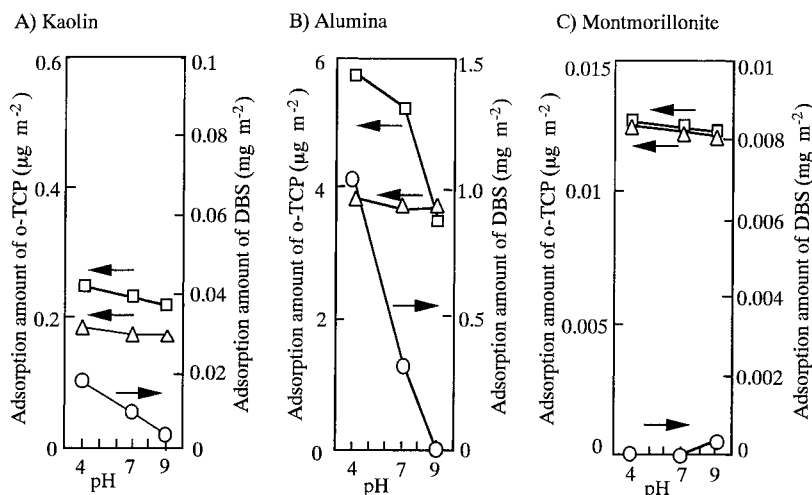 A) Kaolin
Adsorption amount of o-TCP (μg m-2)
0.6
0.4
0.2
0
4 7 9
pH
0.1
0.08
0.06
0.04
0.02
0
Adsorption amount of DBS (mg m-2)
B) Alumina
Adsorption amount of o-TCP (μg m-2)
6
4
2
0
4 7 9
pH
1.5
1.0
0.5
0
Adsorption amount of DBS (mg m-2)
C) Montmorillonite
Adsorption amount of o-TCP (μg m-2)
0.015
0.01
0.005
0
4 7 9
pH
0.01
0.008
0.006
0.004
0.002
0
Adsorption amount of DBS (mg m-2)